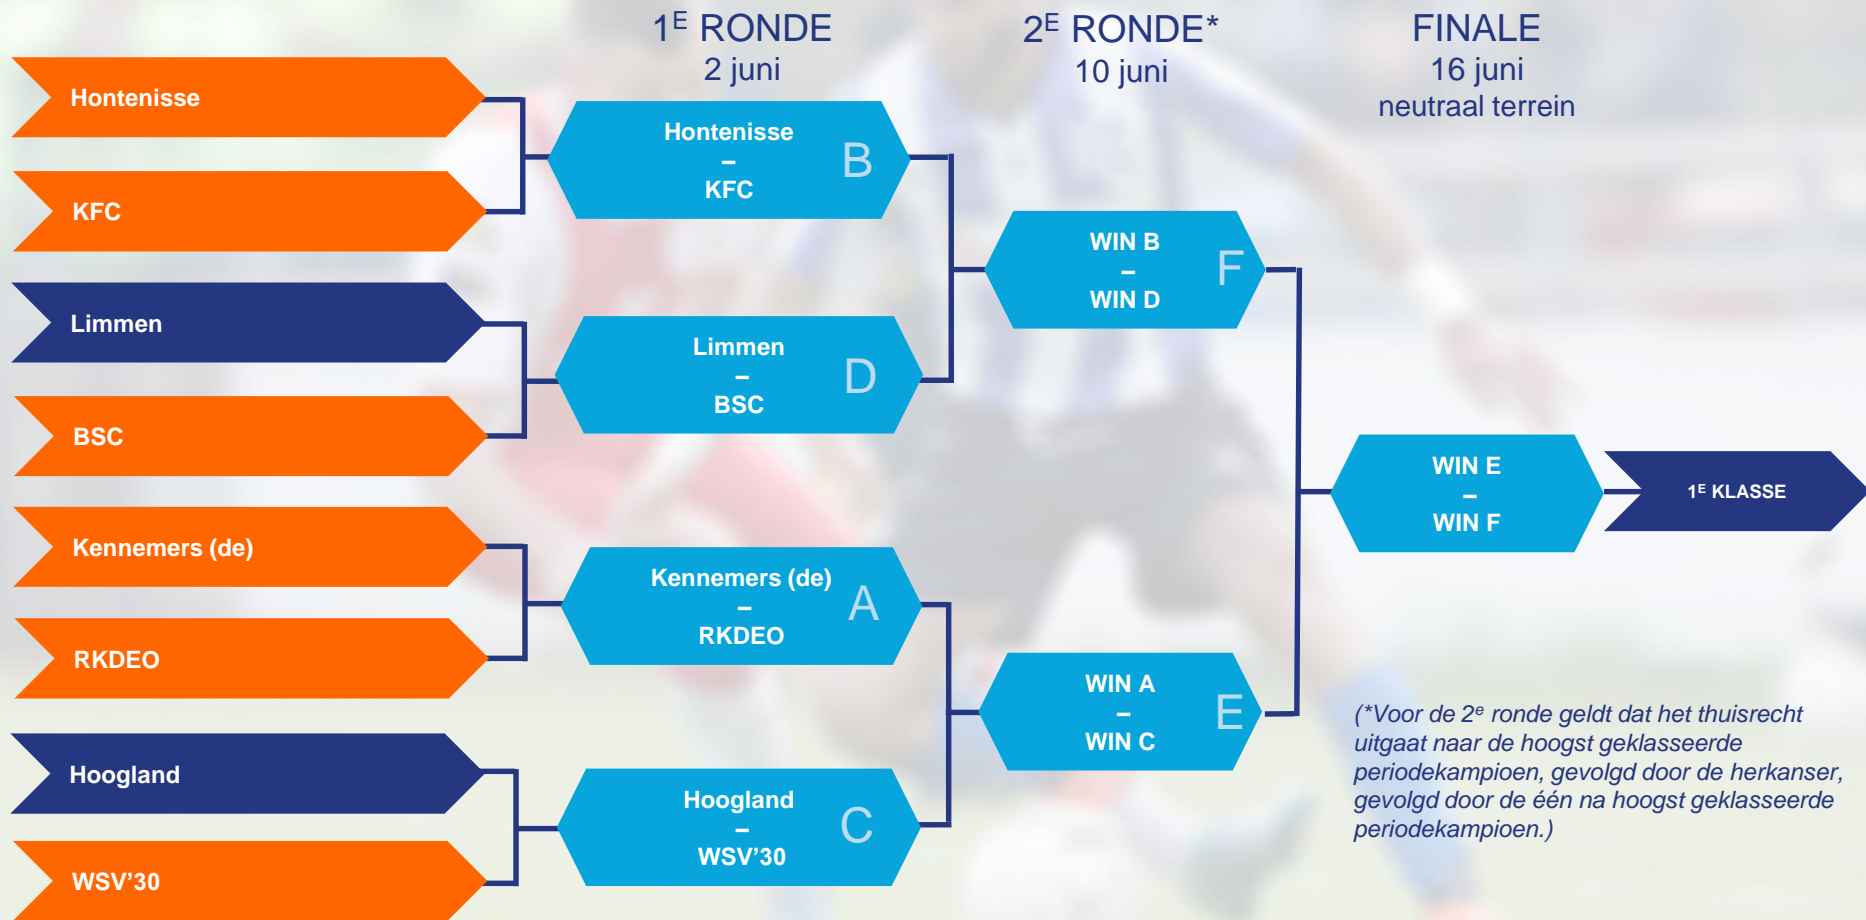 1E RONDE
2 juni
2E RONDE*
10 juni
FINALE
16 juni
neutraal terrein
Hontenisse
KFC
Limmen
BSC
Kennemers (de)
RKDEO
Hoogland
WSV’30
Hontenisse
–
KFC
B
Limmen
–
BSC
D
Kennemers (de)
–
RKDEO
A
Hoogland
–
WSV’30
C
WIN B
–
WIN D
F
WIN A
–
WIN C
E
WIN E
–
WIN F
1E KLASSE
(*Voor de 2e ronde geldt dat het thuisrecht
uitgaat naar de hoogst geklasseerde
periodekampioen, gevolgd door de herkanser,
gevolgd door de één na hoogst geklasseerde
periodekampioen.)